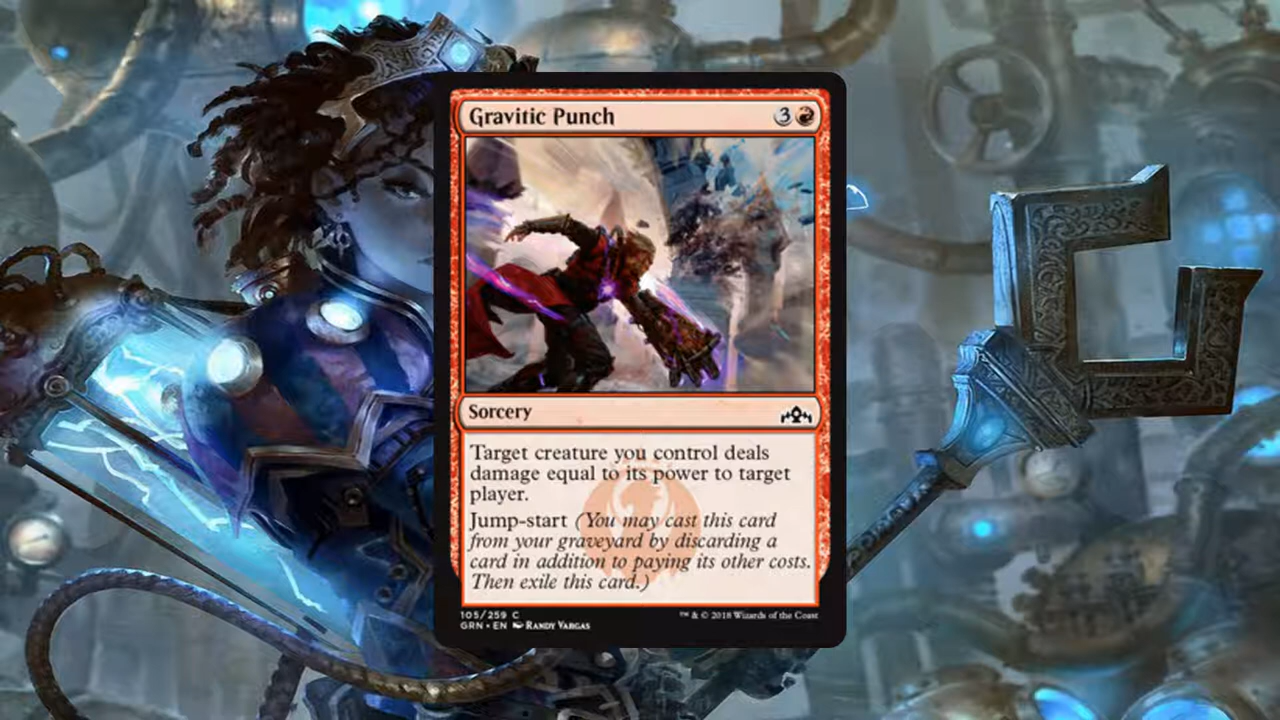 Gravitic Punch 3
Sorcery
Target creature you control deals
damage equal to its power to target
player.
Jump-start (You may cast this card
from your graveyard by discarding a
card in addition to paying its other costs.
Then exile this card.)
105/259 C ™ & © 2018 Wizards of the Coast
GRN • EN Randy Vargas